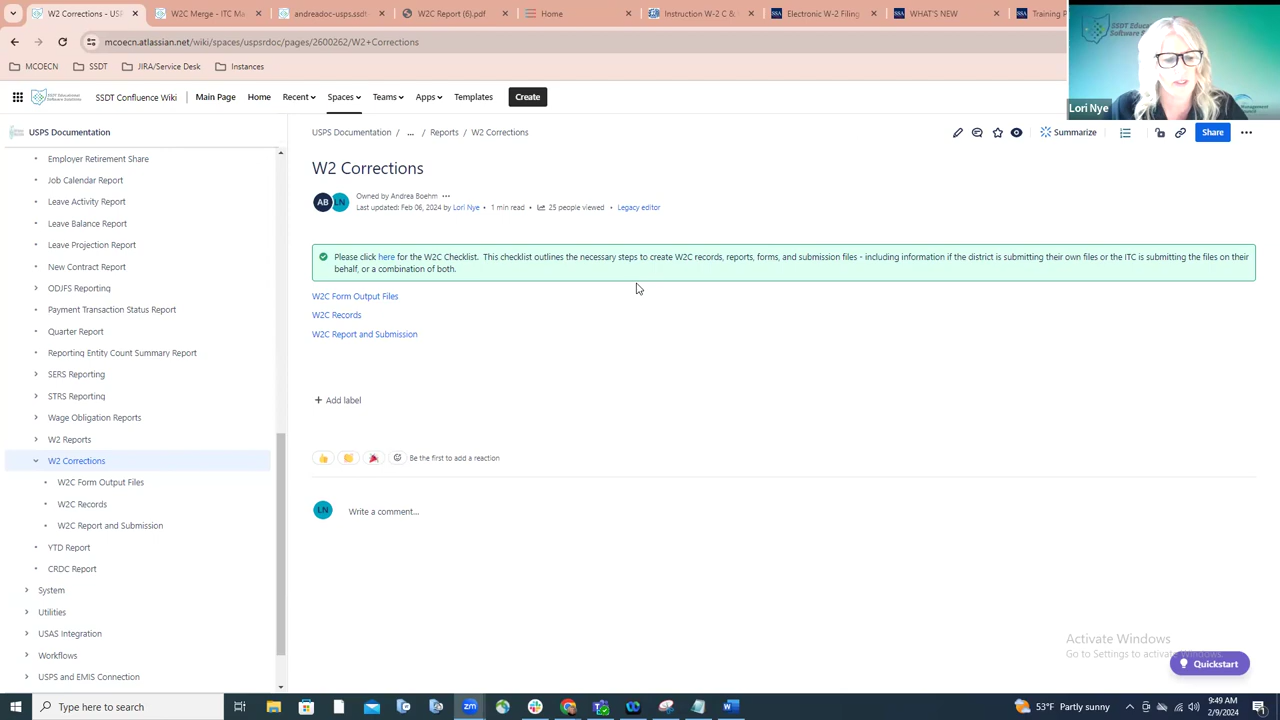 W2C
W2C Merge - ITC Ma
andreadoc-usps.ssdt
W2C Report (6).pdf
Home
Instruction W-2 C &
Electronic W-2 Filing
WHAT'S NEW
Training P
mcoecn.atlassian.net/wiki/spaces/uspsrdoc/pages/2600262/W2+Corrections
MCOECN
SSDT
JIRA/Service Desk
Instances
Lori Nye
SSDT Confluence Wiki
Main Page
Home
Recent
Spaces
Teams
Apps
Templates
Create
USPS Documentation
USPS Documentation / ... / Reports / W2 Corrections
Summarize
Share
Employer Retirement Share
Job Calendar Report
Leave Activity Report
Leave Balance Report
Leave Projection Report
New Contract Report
ODJFS Reporting
Payment Transaction Status Report
Quarter Report
Reporting Entity Count Summary Report
SERS Reporting
STRS Reporting
Wage Obligation Reports
W2 Reports
W2 Corrections
W2C Form Output Files
W2C Records
W2C Report and Submission
YTD Report
CRDC Report
System
Utilities
USAS Integration
Workflows
USPS and EMIS Connection
W2 Corrections
AB
LN
Owned by Andrea Boehm
Last updated: Feb 06, 2024 by Lori Nye • 1 min read • 25 people viewed • Legacy editor
Please click here for the W2C Checklist. This checklist outlines the necessary steps to create W2C records, reports, forms, and submission files - including information if the district is submitting their own files or the ITC is submitting the files on their
behalf, or a combination of both.
W2C Form Output Files
W2C Records
W2C Report and Submission
+ Add label
Be the first to add a reaction
LN
Write a comment...
Activate Windows
Go to Settings to activate Windows.
Quickstart
Type here to search
53°F Partly sunny
9:49 AM
2/9/2024